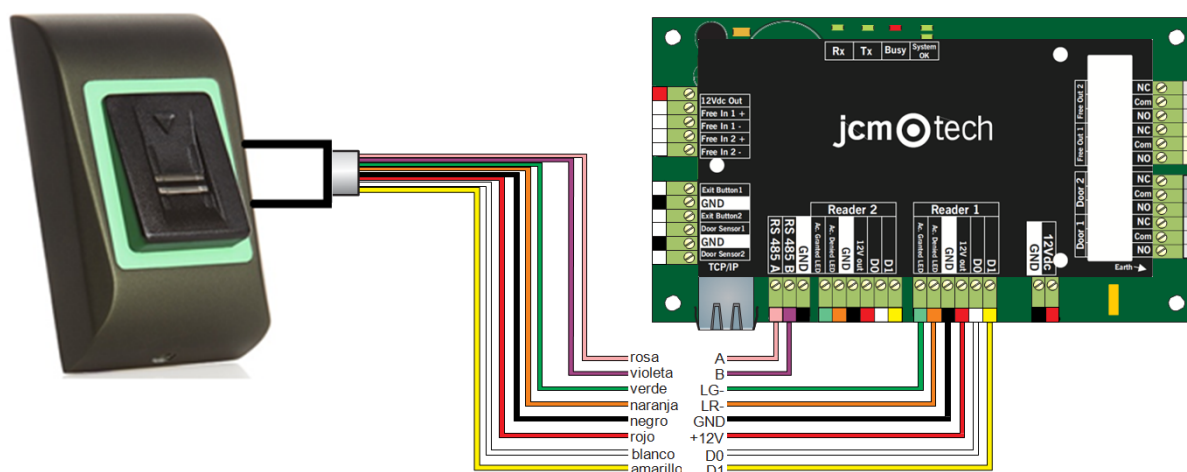 Rx Tx Busy System OK
jcm tech
12Vdc Out
Free In 1 +
Free In 1 -
Free In 2 +
Free In 2 -
Exit Button1
GND
Exit Button2
Door Sensor1
GND
Door Sensor2
TCP/IP
RS 485 A
RS 485 B
GND
Reader 2
Ac. Granted LED
Ac. Denied LED
GND
12V out
D0
D1
Reader 1
Ac. Granted LED
Ac. Denied LED
GND
12V out
D0
D1
GND
12Vdc
Free Out 2
NC
Com
NO
Free Out 1
NC
Com
NO
Door 2
NC
Com
NO
Door 1
NC
Com
NO
Earth
rosa A
violeta B
verde LG-
naranja LR-
negro GND
rojo +12V
blanco D0
amarillo D1